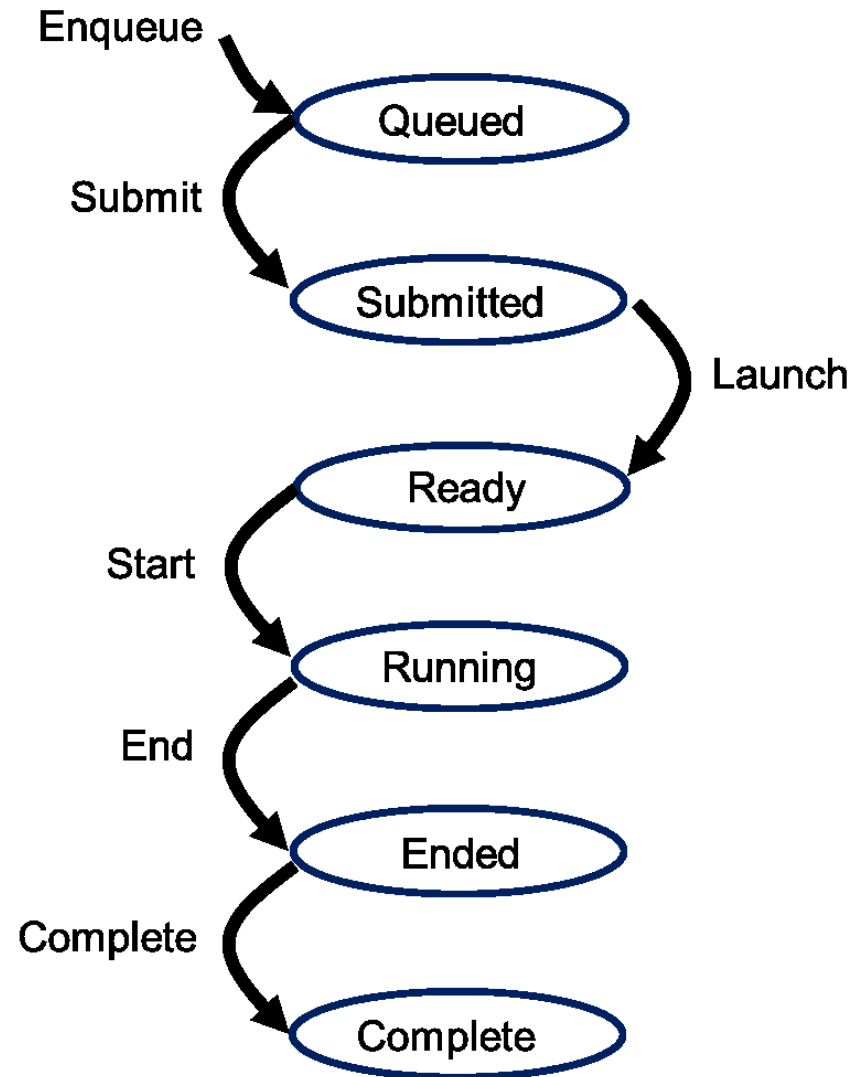 Enqueue
Queued
Submit
Submitted
Launch
Ready
Start
Running
End
Ended
Complete
Complete